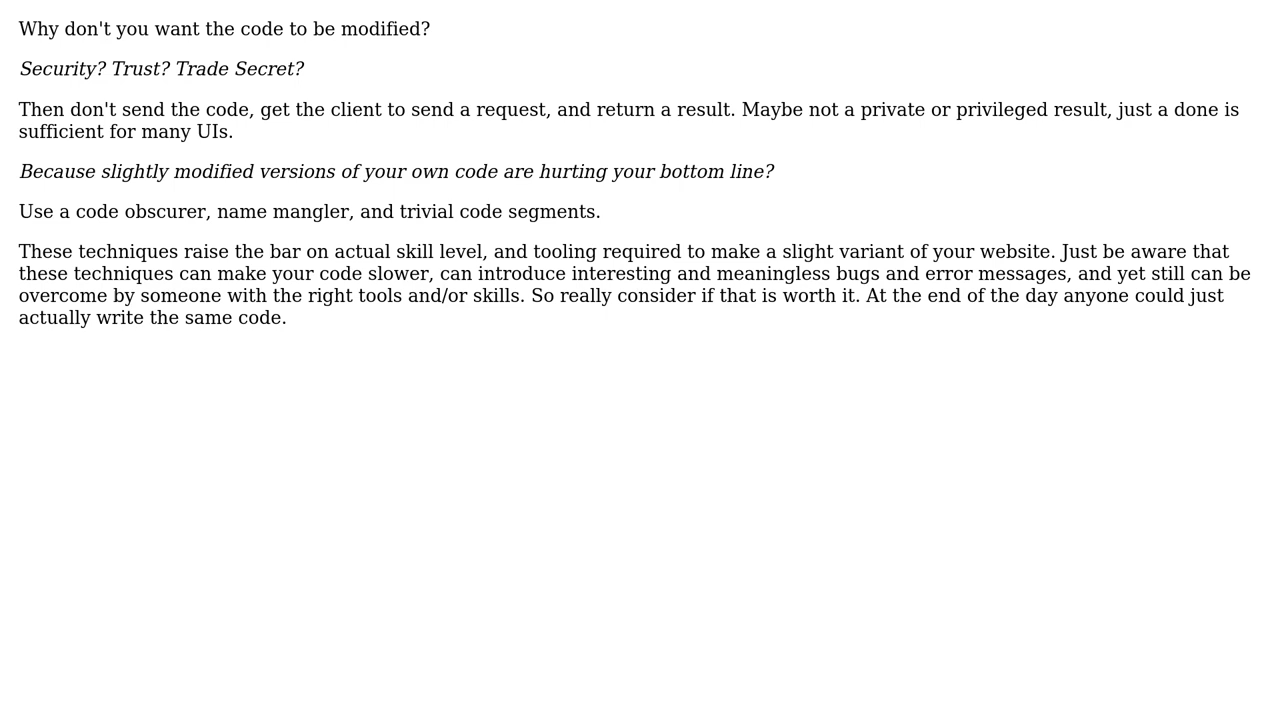 Why don't you want the code to be modified?
Security? Trust? Trade Secret?
Then don't send the code, get the client to send a request, and return a result. Maybe not a private or privileged result, just a done is
sufficient for many UIs.
Because slightly modified versions of your own code are hurting your bottom line?
Use a code obscurer, name mangler, and trivial code segments.
These techniques raise the bar on actual skill level, and tooling required to make a slight variant of your website. Just be aware that
these techniques can make your code slower, can introduce interesting and meaningless bugs and error messages, and yet still can be
overcome by someone with the right tools and/or skills. So really consider if that is worth it. At the end of the day anyone could just
actually write the same code.